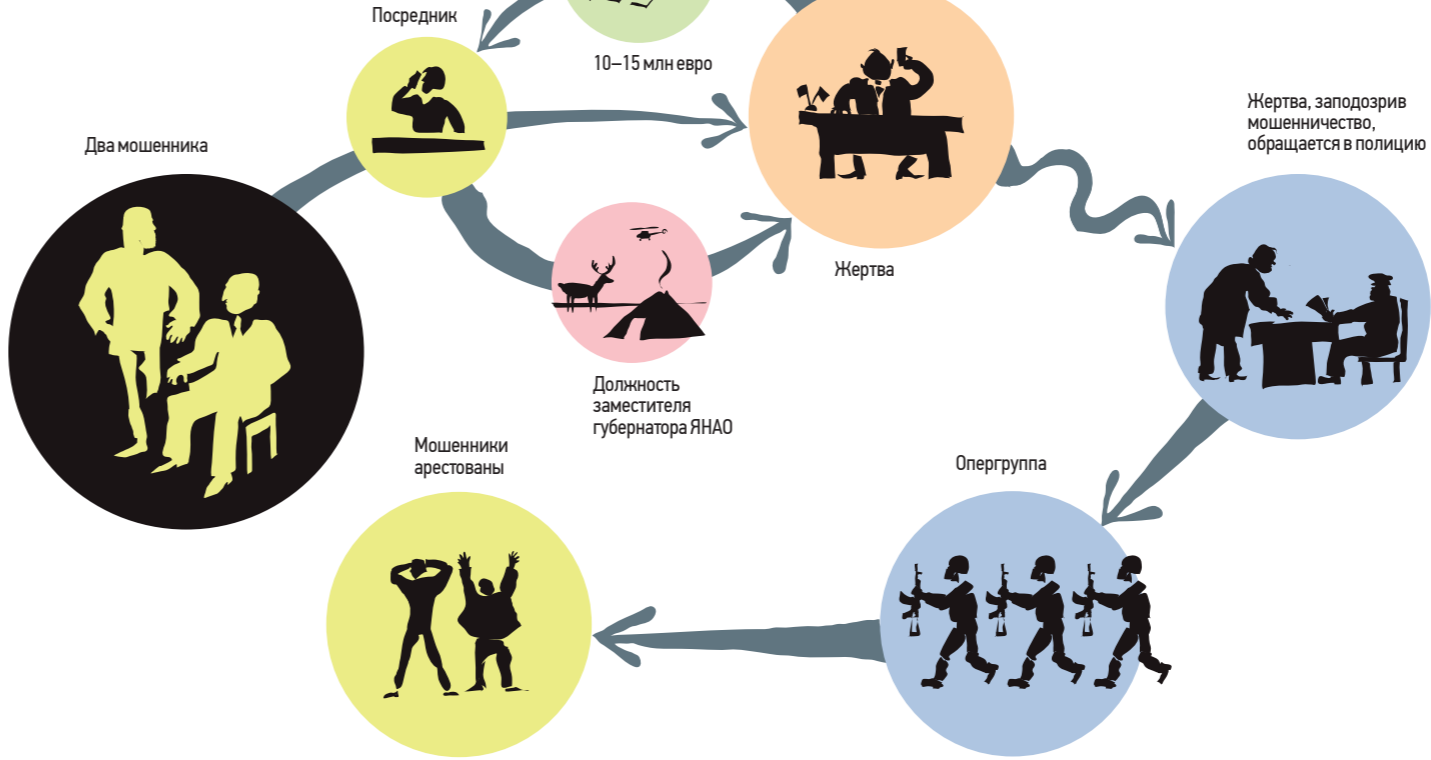 Посредник
10–15 млн евро
Два мошенника
Жертва, заподозрив
мошенничество,
обращается в полицию
Жертва
Должность
заместителя
губернатора ЯНАО
Мошенники
арестованы
Опергруппа